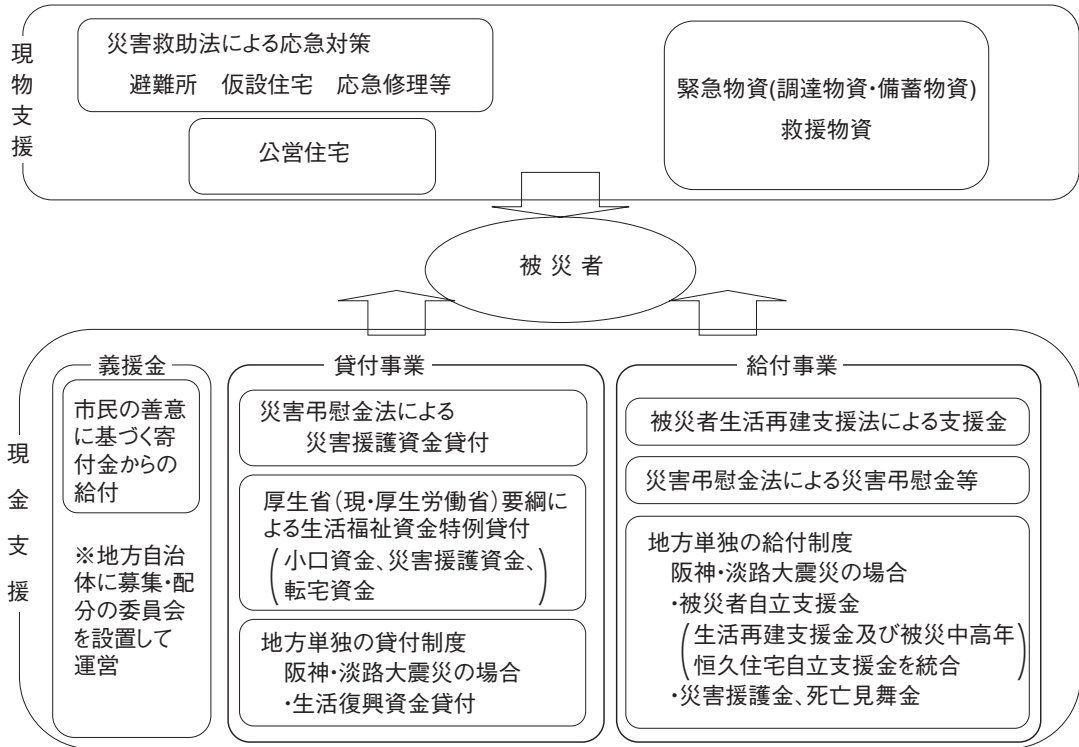 現物支援
災害救助法による応急対策
避難所 仮設住宅 応急修理等
公営住宅
緊急物資(調達物資・備蓄物資)
救援物資
被災者
現金支援
義援金
市民の善意
に基づく寄
付金からの
給付
※地方自治
体に募集・配
分の委員会
を設置して
運営
貸付事業
災害弔慰金法による
災害援護資金貸付
厚生省(現・厚生労働省)要綱に
よる生活福祉資金特例貸付
(小口資金、災害援護資金、
転宅資金)
地方単独の貸付制度
阪神・淡路大震災の場合
・生活復興資金貸付
給付事業
被災者生活再建支援法による支援金
災害弔慰金法による災害弔慰金等
地方単独の給付制度
阪神・淡路大震災の場合
・被災者自立支援金
(生活再建支援金及び被災中高年
恒久住宅自立支援金を統合)
・災害援護金、死亡見舞金